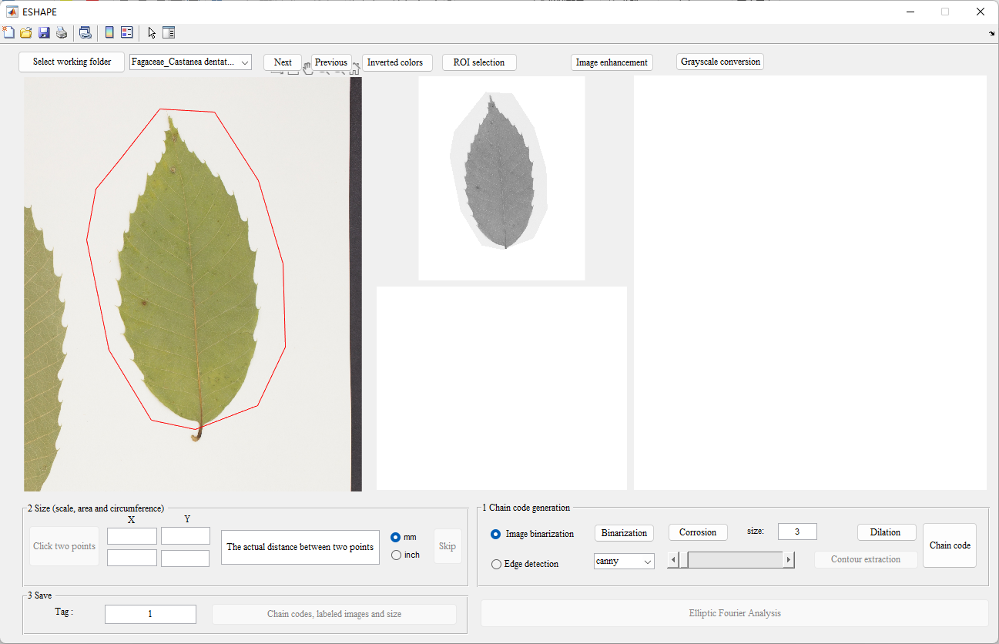 ESHAPE
Select working folder
Fagaceae_Castanea dentat...
Next
Previous
Inverted colors
ROI selection
Image enhancement
Grayscale conversion
2 Size (scale, area and circumference)
X
Y
Click two points
The actual distance between two points
mm
inch
Skip
1 Chain code generation
Image binarization
Binarization
Corrosion
size:
3
Dilation
Chain code
Edge detection
canny
Contour extraction
3 Save
Tag :
1
Chain codes, labeled images and size
Elliptic Fourier Analysis